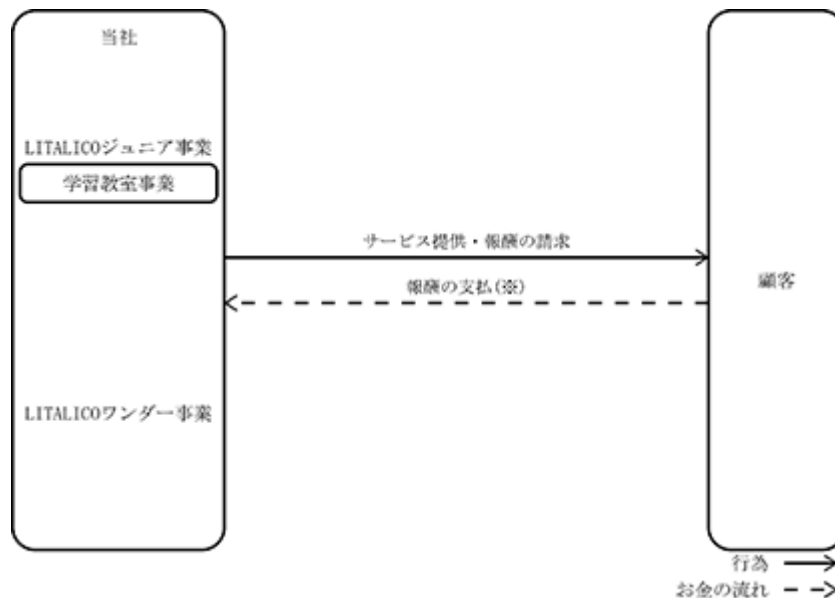 当社
LITALICOジュニア事業
学習教室事業
サービス提供・報酬の請求
報酬の支払(※)
顧客
LITALICOワンダー事業
行為
お金の流れ